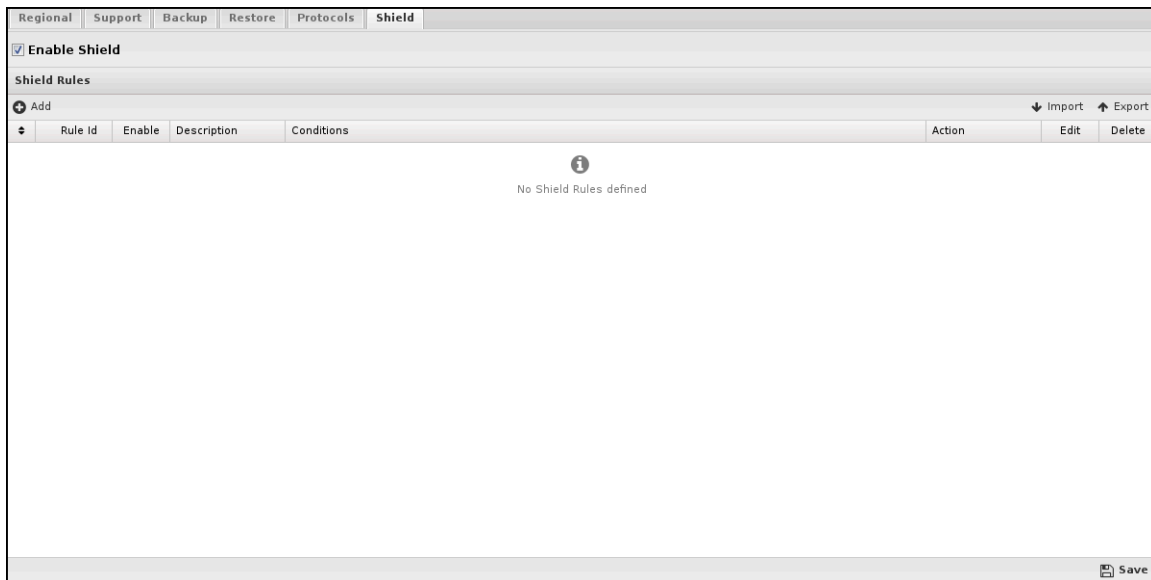 Regional Support Backup Restore Protocols Shield
Enable Shield
Shield Rules
Add Import Export
Rule Id Enable Description Conditions Action Edit Delete
No Shield Rules defined
Save